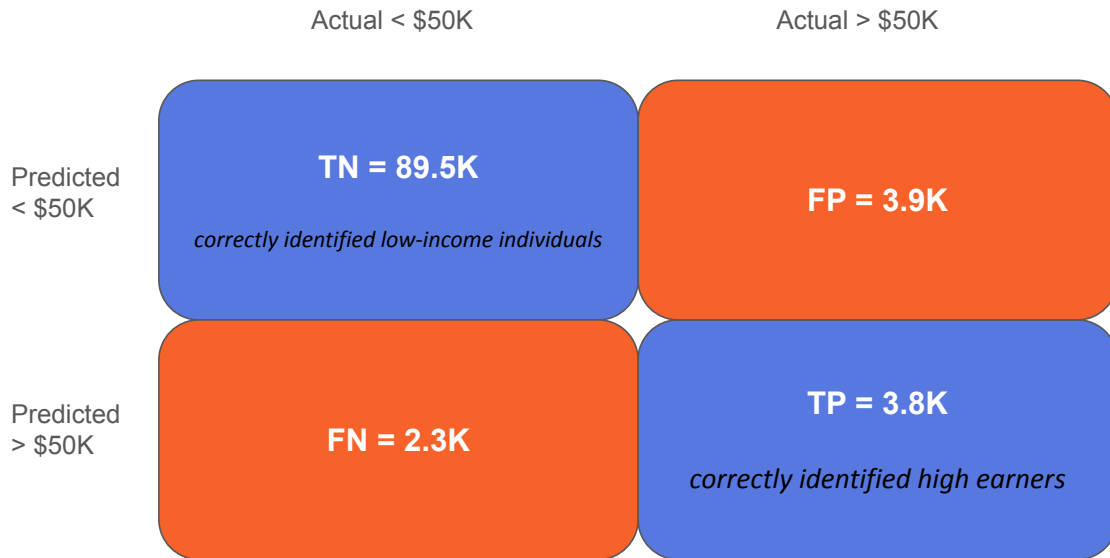 Actual < $50K
Actual > $50K
Predicted
< $50K
TN = 89.5K
correctly identified low-income individuals
FP = 3.9K
Predicted
> $50K
FN = 2.3K
TP = 3.8K
correctly identified high earners